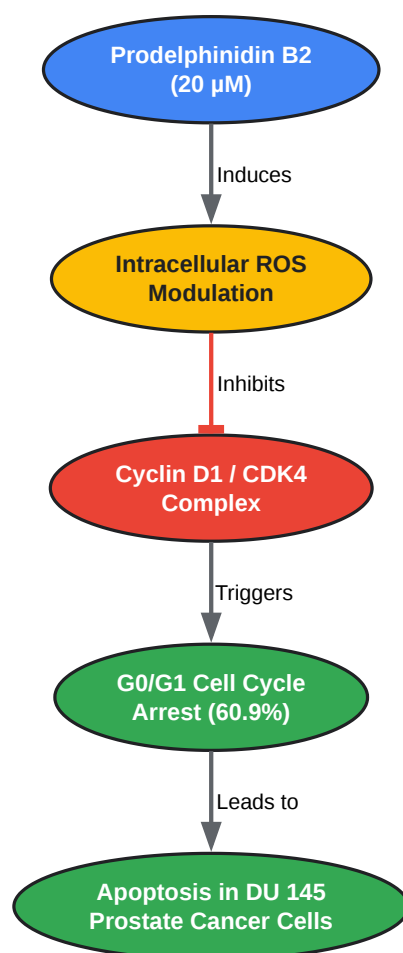 Prodelphinidin B2
(20 µM)
Induces
Intracellular ROS
Modulation
Inhibits
Cyclin D1 / CDK4
Complex
Triggers
G0/G1 Cell Cycle
Arrest (60.9%)
Leads to
Apoptosis in DU 145
Prostate Cancer Cells